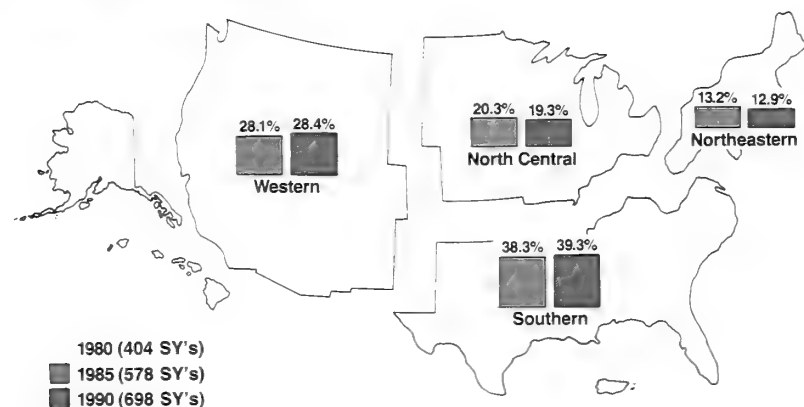 13.2% 12.9%
Northeastern
20.3% 19.3%
North Central
28.1% 28.4%
Western
38.3% 39.3%
Southern
1980 (404 SY's)
1985 (578 SY's)
1990 (698 SY's)